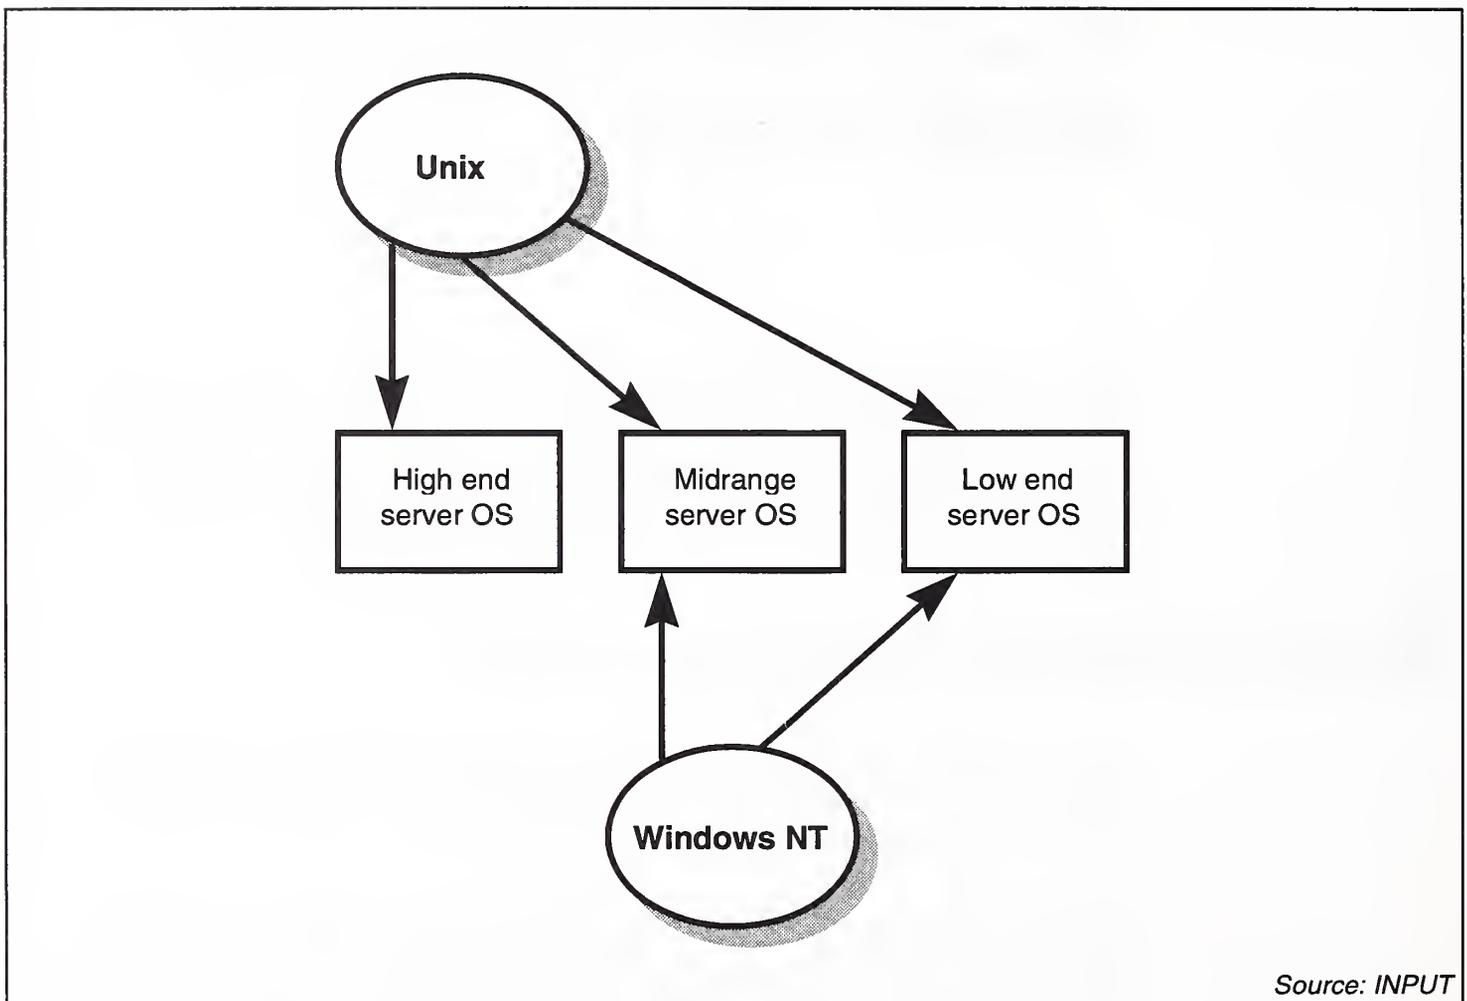 Unix
High end
server OS
Midrange
server OS
Low end
server OS
Windows NT
Source: INPUT